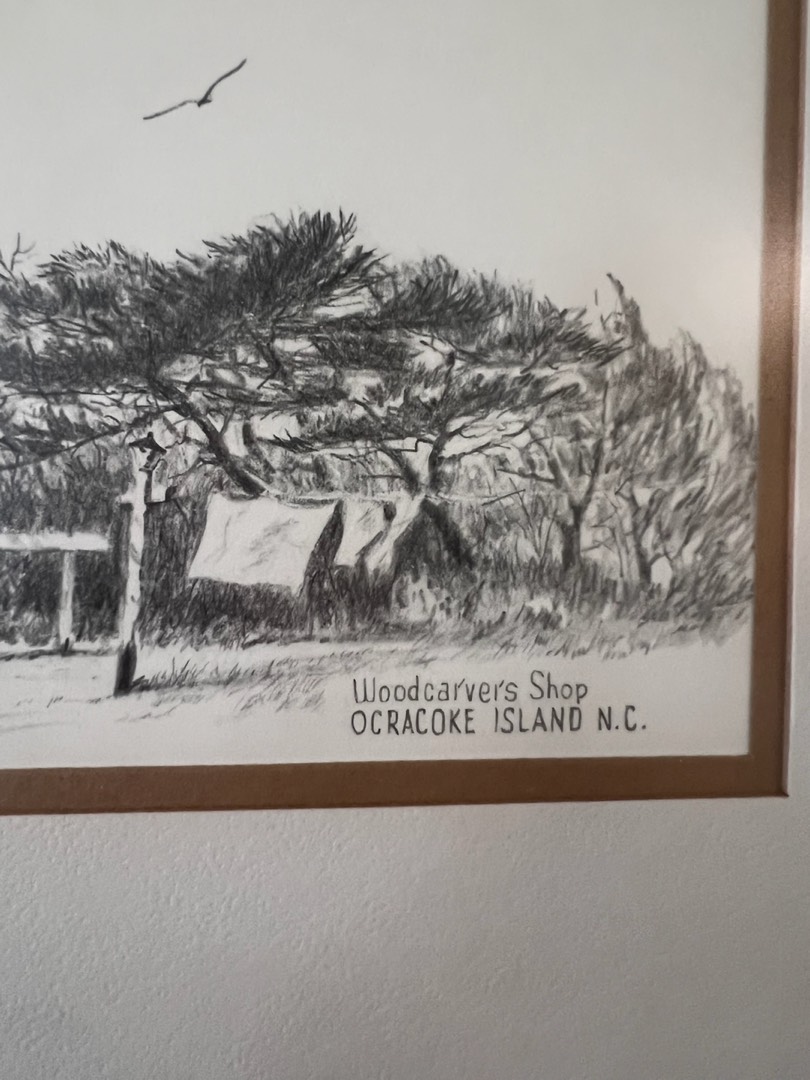 Woodcarver's Shop
OCRACOKE ISLAND N.C.